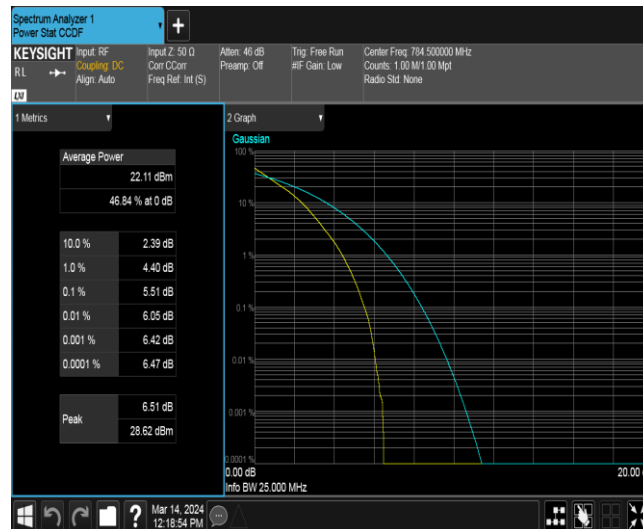 Spectrum Analyzer 1
Power Stat CCDF
+
KEYSIGHT
RL
LXI
Input: RF
Coupling: DC
Align: Auto
Input Z: 50 Ω
Corr CCorr
Freq Ref: Int (S)
Atten: 46 dB
Preamp: Off
Trig: Free Run
#IF Gain: Low
Center Freq: 784.500000 MHz
Counts: 1.00 M/1.00 Mpt
Radio Std: None
1 Metrics
Average Power
22.11 dBm
46.84 % at 0 dB
10.0 % 2.39 dB
1.0 % 4.40 dB
0.1 % 5.51 dB
0.01 % 6.05 dB
0.001 % 6.42 dB
0.0001 % 6.47 dB
Peak
6.51 dB
28.62 dBm
2 Graph
Gaussian
100 %
10 %
1 %
0.1 %
0.01 %
0.001 %
0.0001 %
0.00 dB
20.00
Info BW 25.000 MHz
?
Mar 14, 2024
12:18:54 PM